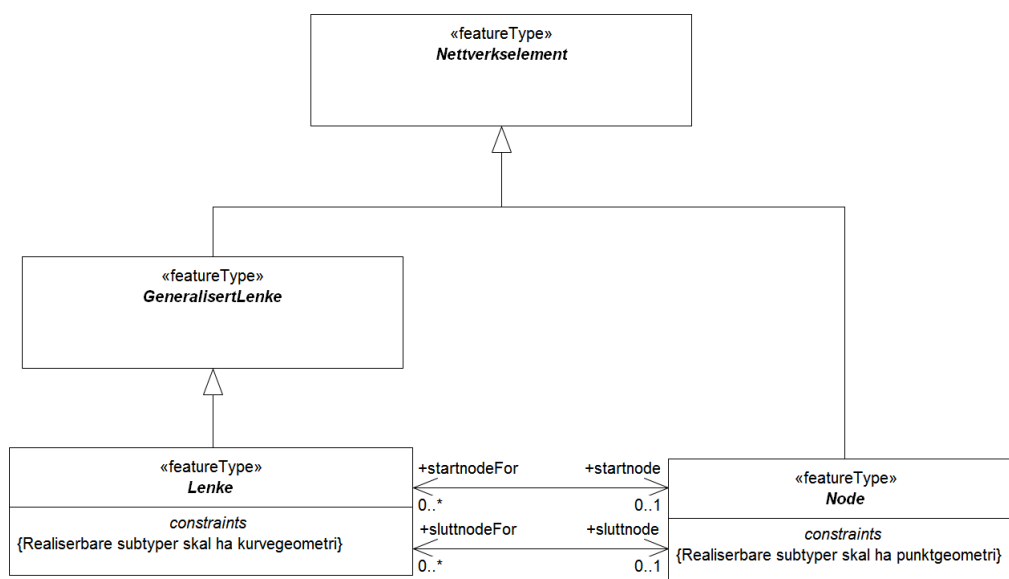 «featureType»
Nettverkselement
«featureType»
GeneralisertLenke
«featureType»
Lenke
constraints
{Realiserbare subtyper skal ha kurvegeometri}
+startnodeFor
+startnode
0..*
0..1
+sluttnodeFor
+sluttnode
0..*
0..1
«featureType»
Node
constraints
{Realiserbare subtyper skal ha punktgeometri}